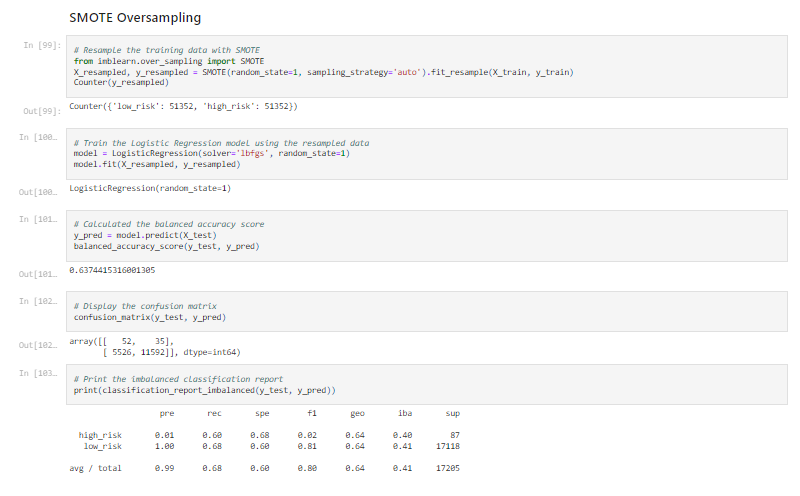 SMOTE Oversampling
In [99]:
# Resample the training data with SMOTE
from imblearn.over_sampling import SMOTE
X_resampled, y_resampled = SMOTE(random_state=1, sampling_strategy='auto').fit_resample(X_train, y_train)
Counter(y_resampled)
Out[99]: Counter({'low_risk': 51352, 'high_risk': 51352})
In [100…
# Train the Logistic Regression model using the resampled data
model = LogisticRegression(solver='lbfgs', random_state=1)
model.fit(X_resampled, y_resampled)
Out[100… LogisticRegression(random_state=1)
In [101…
# Calculated the balanced accuracy score
y_pred = model.predict(X_test)
balanced_accuracy_score(y_test, y_pred)
Out[101… 0.6374415316001305
In [102…
# Display the confusion matrix
confusion_matrix(y_test, y_pred)
Out[102… array([[   52,    35],
       [ 5526, 11592]], dtype=int64)
In [103…
# Print the imbalanced classification report
print(classification_report_imbalanced(y_test, y_pred))
pre rec spe f1 geo iba sup
high_risk 0.01 0.60 0.68 0.02 0.64 0.40 87
low_risk 1.00 0.68 0.60 0.81 0.64 0.41 17118
avg / total 0.99 0.68 0.60 0.80 0.64 0.41 17205